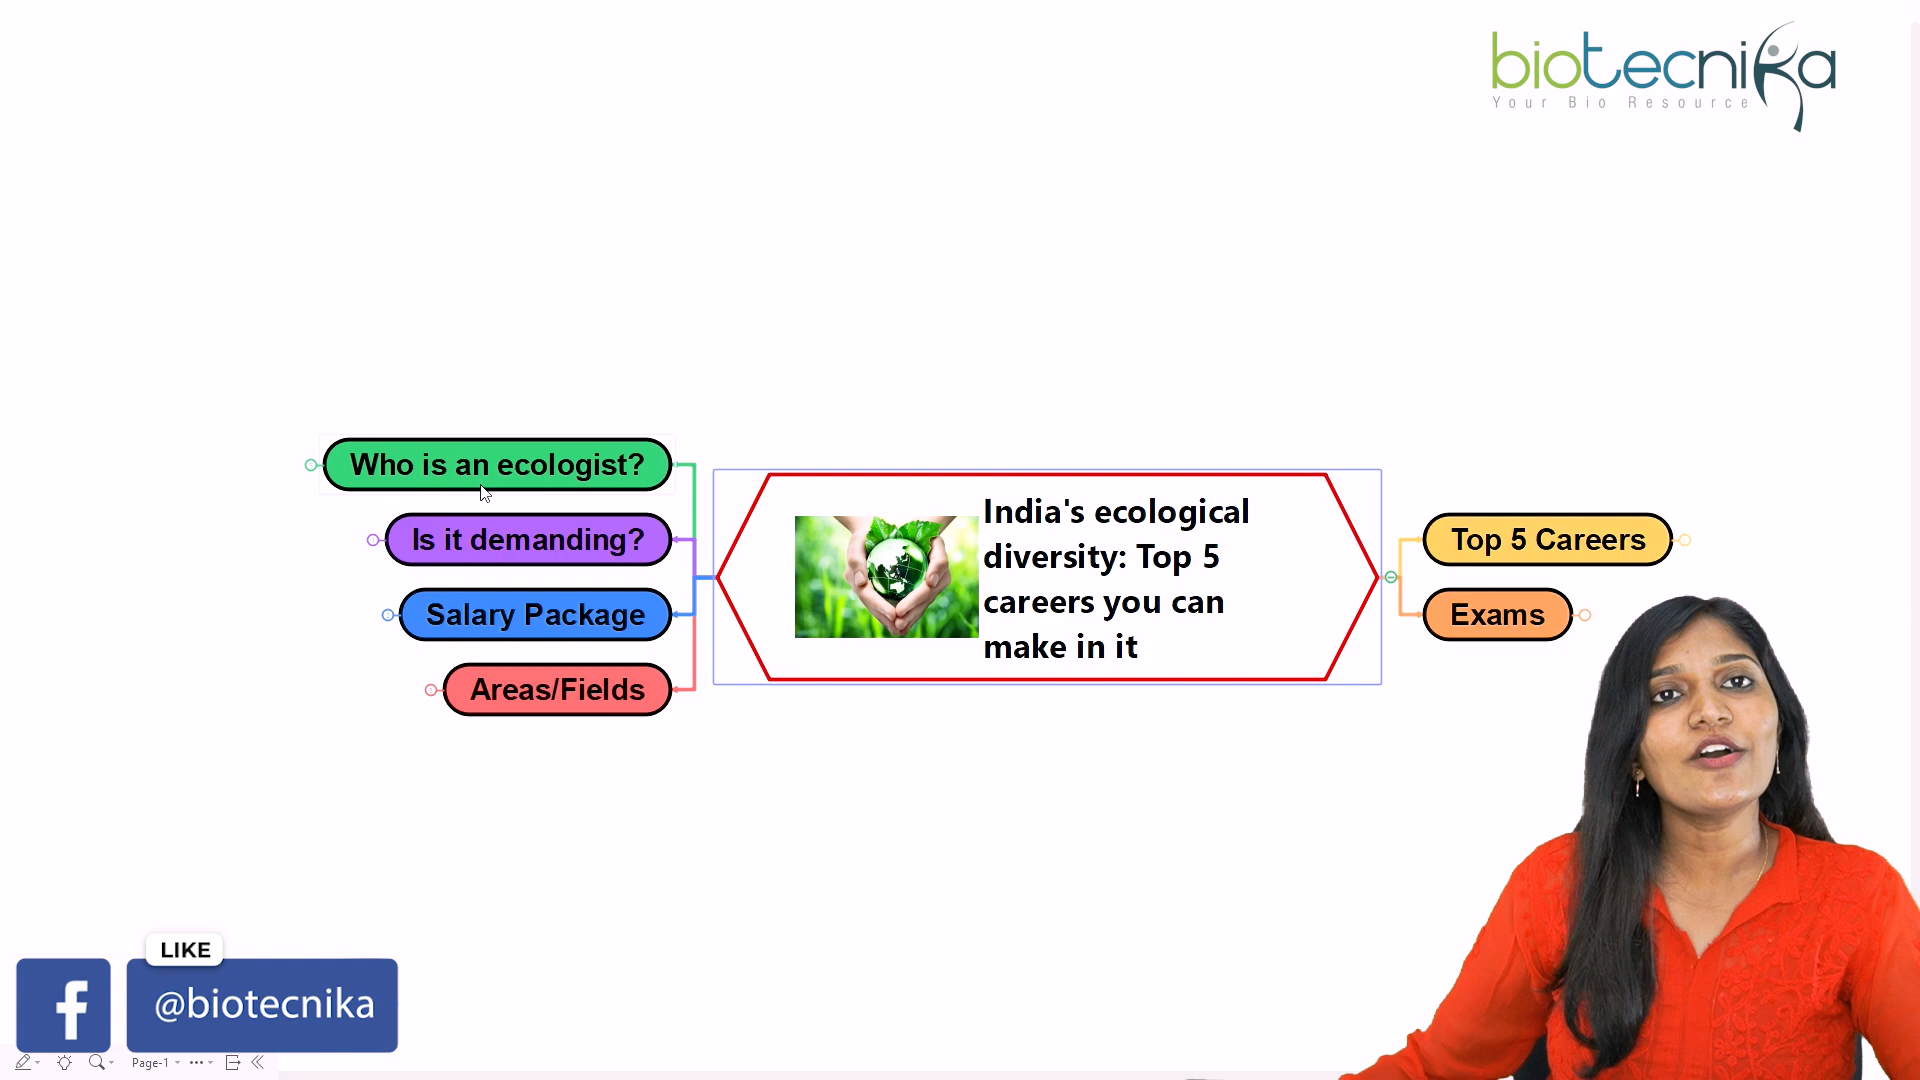 biotecnika
Your Bio Resource
Who is an ecologist?
Is it demanding?
Salary Package
Areas/Fields
India's ecological
diversity: Top 5
careers you can
make in it
Top 5 Careers
Exams
LIKE
f
@biotecnika
Page-1